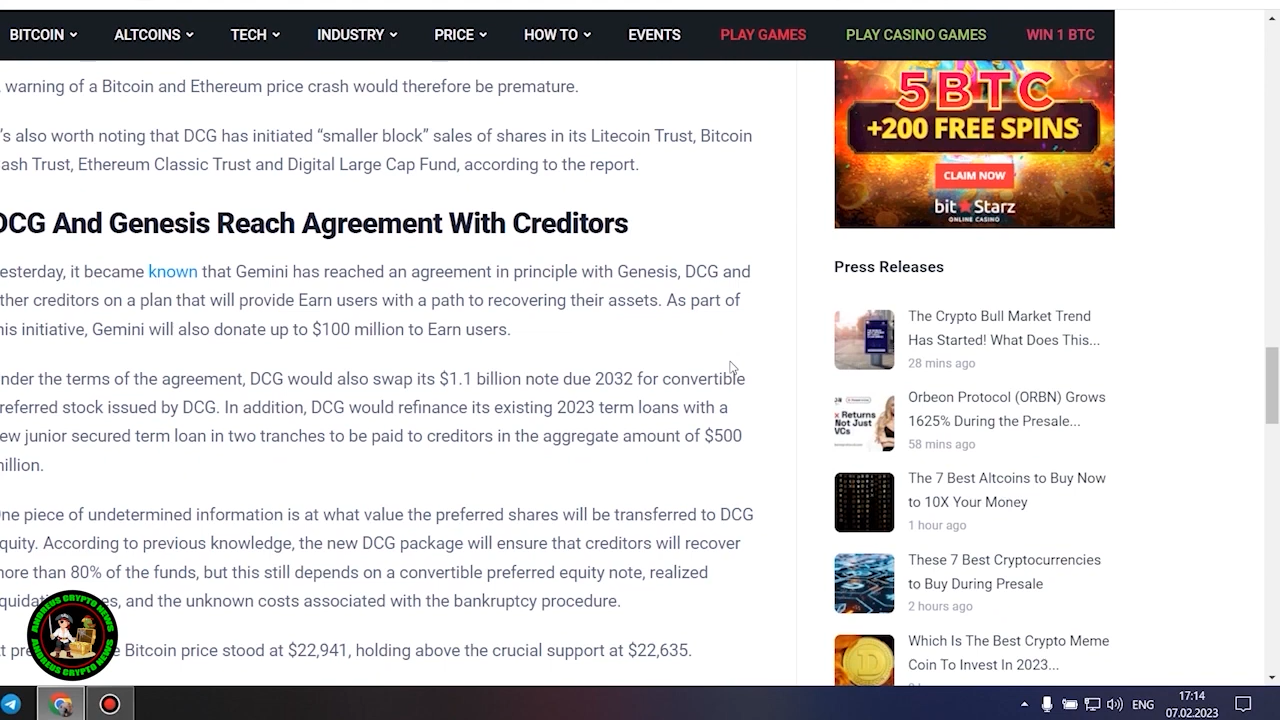 BITCOIN
ALTCOINS
TECH
INDUSTRY
PRICE
HOW TO
EVENTS
PLAY GAMES
PLAY CASINO GAMES
WIN 1 BTC
warning of a Bitcoin and Ethereum price crash would therefore be premature.
's also worth noting that DCG has initiated “smaller block” sales of shares in its Litecoin Trust, Bitcoin
ash Trust, Ethereum Classic Trust and Digital Large Cap Fund, according to the report.
DCG And Genesis Reach Agreement With Creditors
esterday, it became known that Gemini has reached an agreement in principle with Genesis, DCG and
ther creditors on a plan that will provide Earn users with a path to recovering their assets. As part of
his initiative, Gemini will also donate up to $100 million to Earn users.
nder the terms of the agreement, DCG would also swap its $1.1 billion note due 2032 for convertible
referred stock issued by DCG. In addition, DCG would refinance its existing 2023 term loans with a
ew junior secured term loan in two tranches to be paid to creditors in the aggregate amount of $500
illion.
ne piece of undetermined information is at what value the preferred shares will be transferred to DCG
quity. According to previous knowledge, the new DCG package will ensure that creditors will recover
ore than 80% of the funds, but this still depends on a convertible preferred equity note, realized
quidat es, and the unknown costs associated with the bankruptcy procedure.
t pre e Bitcoin price stood at $22,941, holding above the crucial support at $22,635.
5BTC
+200 FREE SPINS
CLAIM NOW
bitStarz
ONLINE CASINO
Press Releases
The Crypto Bull Market Trend
Has Started! What Does This...
28 mins ago
x Returns
Not Just
VCs
Orbeon Protocol (ORBN) Grows
1625% During the Presale...
58 mins ago
The 7 Best Altcoins to Buy Now
to 10X Your Money
1 hour ago
These 7 Best Cryptocurrencies
to Buy During Presale
2 hours ago
Which Is The Best Crypto Meme
Coin To Invest In 2023...
ANDREUS CRYPTO NEWS
ANDREUS CRYPTO NEWS
ENG
17:14
07.02.2023